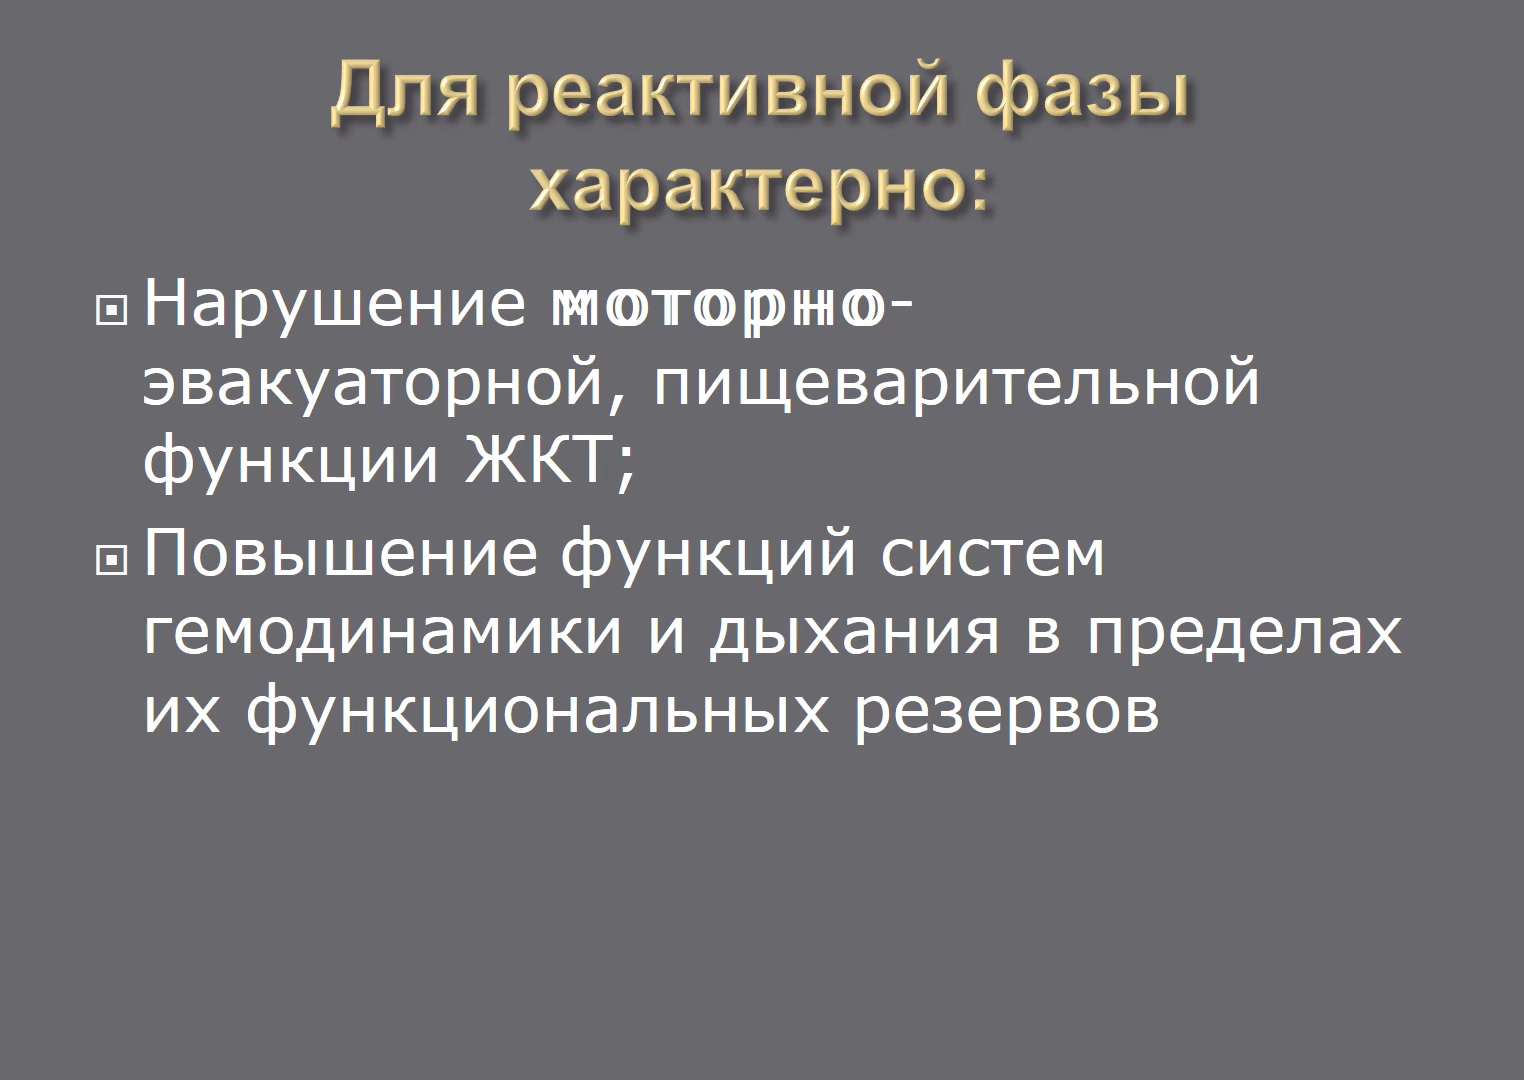 Для реактивной фазы
характерно:
Нарушение моторно-
эвакуаторной, пищеварительной
функции ЖКТ;
Повышение функций систем
гемодинамики и дыхания в пределах
их функциональных резервов